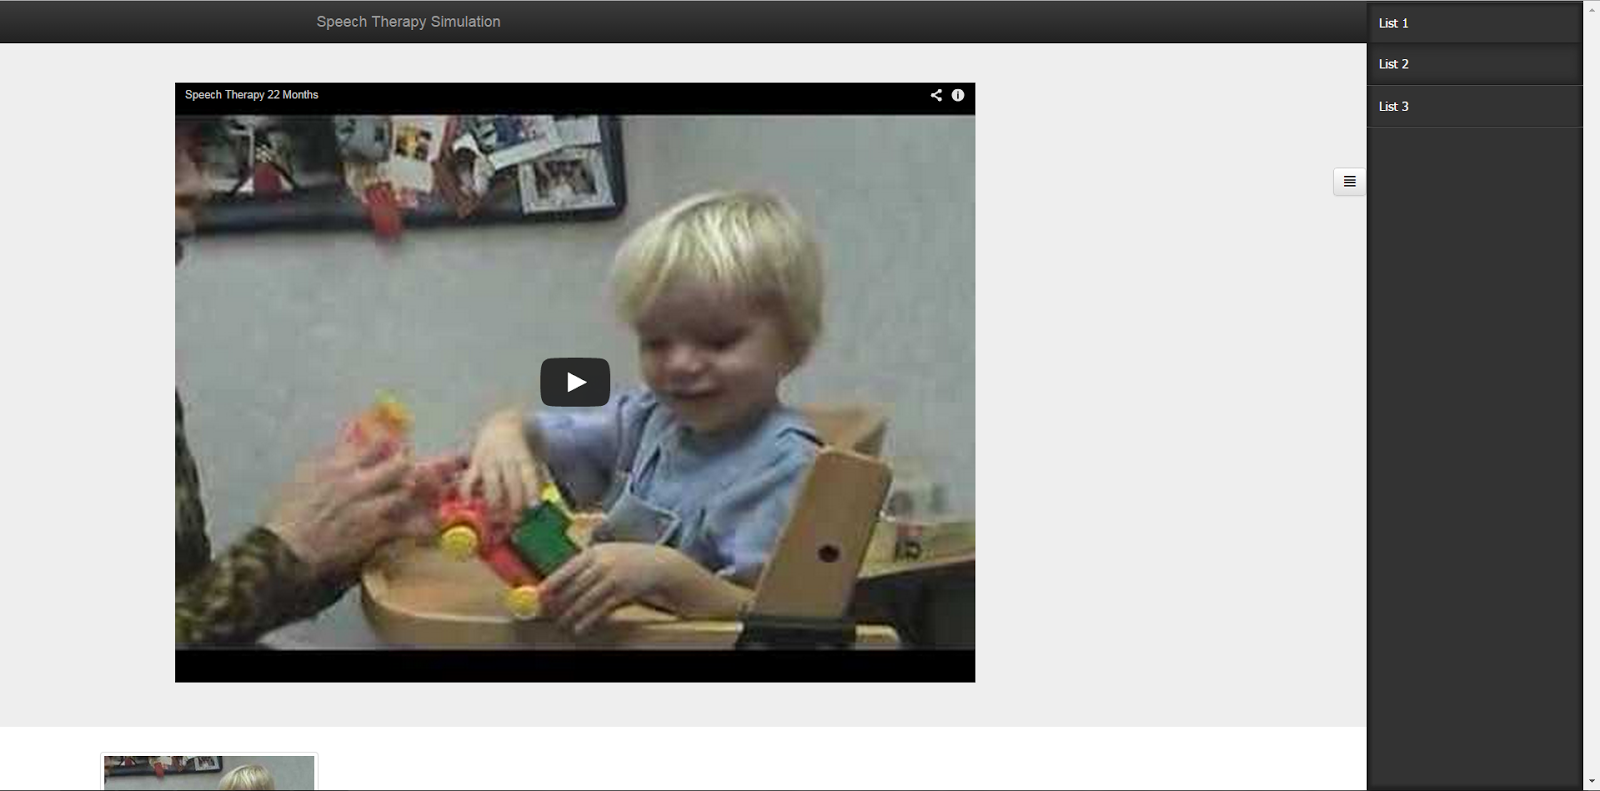 Speech Therapy Simulation
List 1
List 2
List 3
Speech Therapy 22 Months